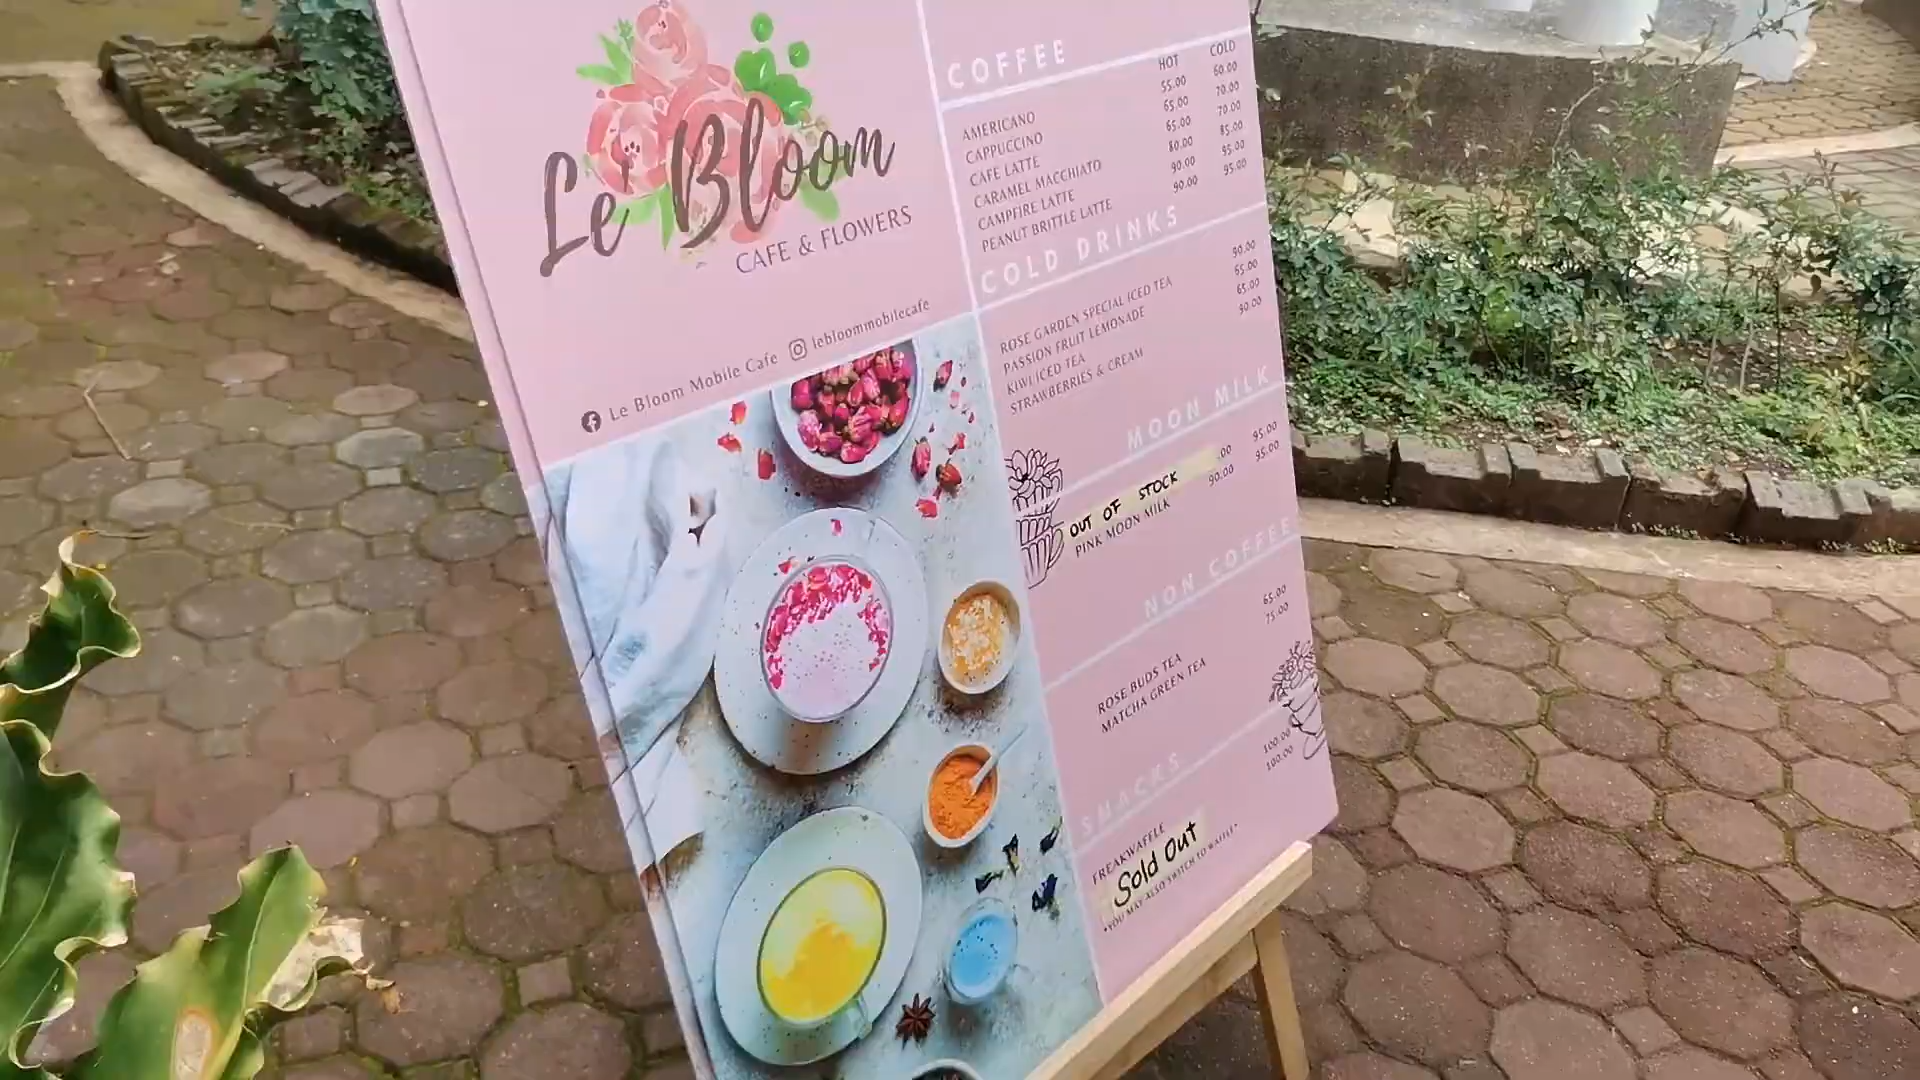 Le Bloom
CAFE & FLOWERS
Le Bloom Mobile Cafe lebloommobilecafe
COFFEE
HOT COLD
AMERICANO 55.00 60.00
CAPPUCCINO 65.00 70.00
CAFE LATTE 65.00 70.00
CARAMEL MACCHIATO 80.00 85.00
CAMPFIRE LATTE 90.00 95.00
PEANUT BRITTLE LATTE 90.00 95.00
COLD DRINKS
ROSE GARDEN SPECIAL ICED TEA 90.00
PASSION FRUIT LEMONADE 65.00
KIWI ICED TEA 65.00
STRAWBERRIES & CREAM 90.00
MOON MILK
OUT OF STOCK .00 95.00
PINK MOON MILK 90.00 95.00
NON COFFEE
ROSE BUDS TEA 65.00
MATCHA GREEN TEA 75.00
SNACKS
FREAKWAFFLE 100.00
Sold Out 100.00
*YOU MAY ALSO SWITCH TO WAFFLE*